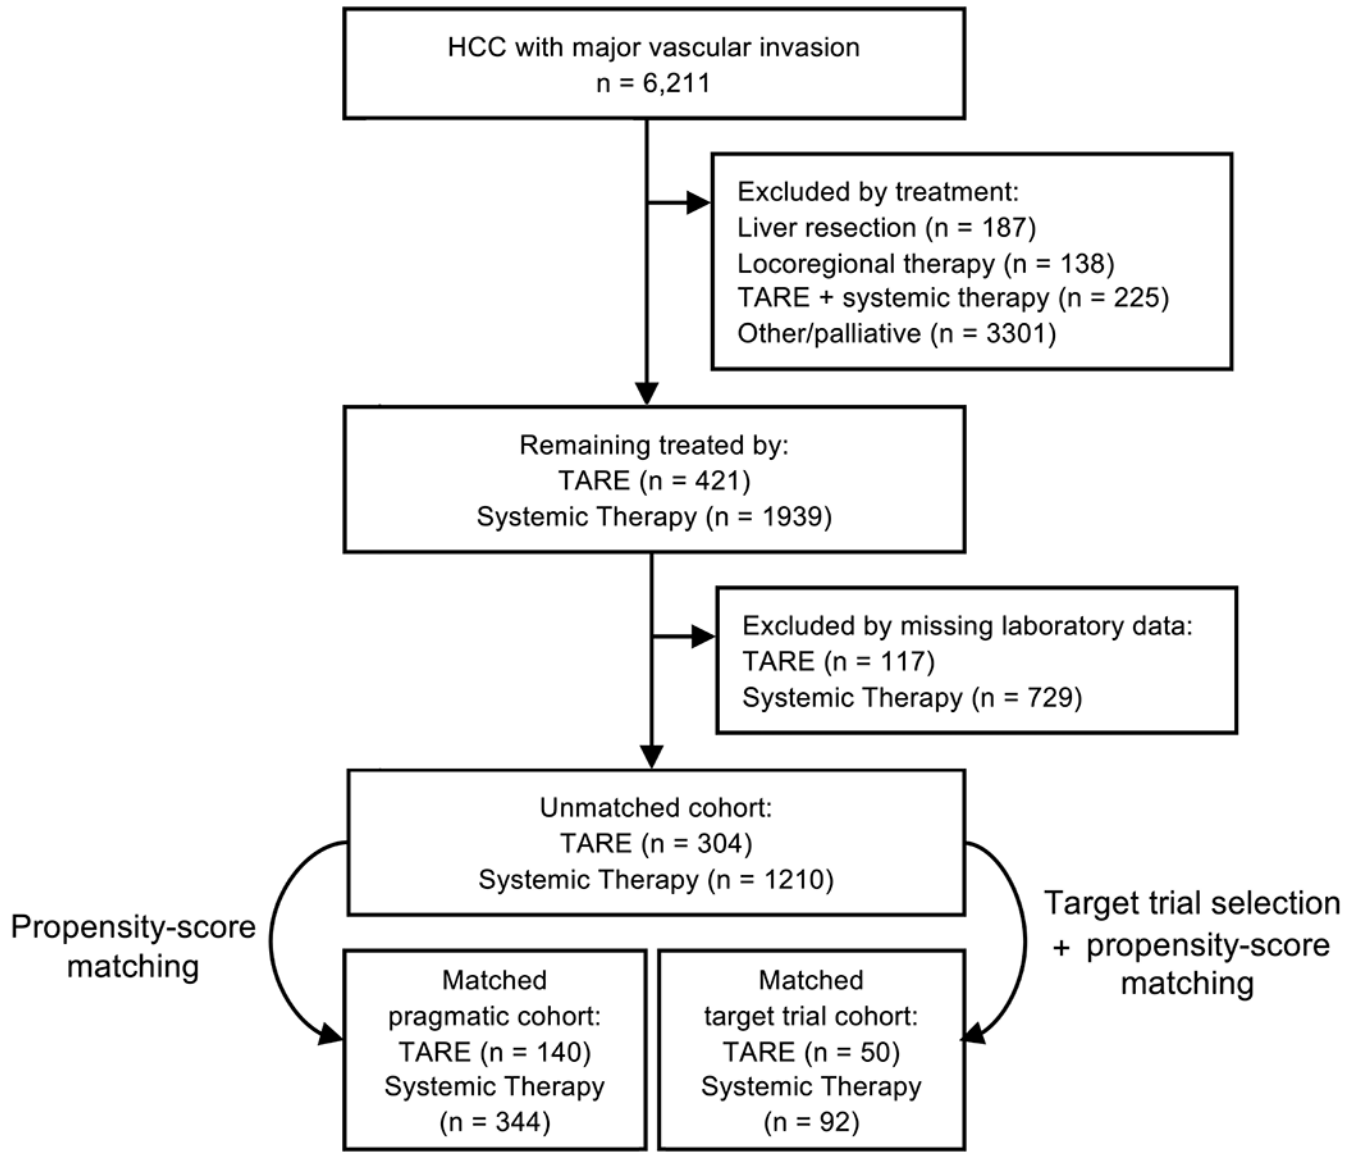 HCC with major vascular invasion
n = 6,211
Excluded by treatment:
Liver resection (n = 187)
Locoregional therapy (n = 138)
TARE + systemic therapy (n = 225)
Other/palliative (n = 3301)
Remaining treated by:
TARE (n = 421)
Systemic Therapy (n = 1939)
Excluded by missing laboratory data:
TARE (n = 117)
Systemic Therapy (n = 729)
Unmatched cohort:
TARE (n = 304)
Systemic Therapy (n = 1210)
Propensity-score
matching
Target trial selection
+ propensity-score
matching
Matched
pragmatic cohort:
TARE (n = 140)
Systemic Therapy
(n = 344)
Matched
target trial cohort:
TARE (n = 50)
Systemic Therapy
(n = 92)